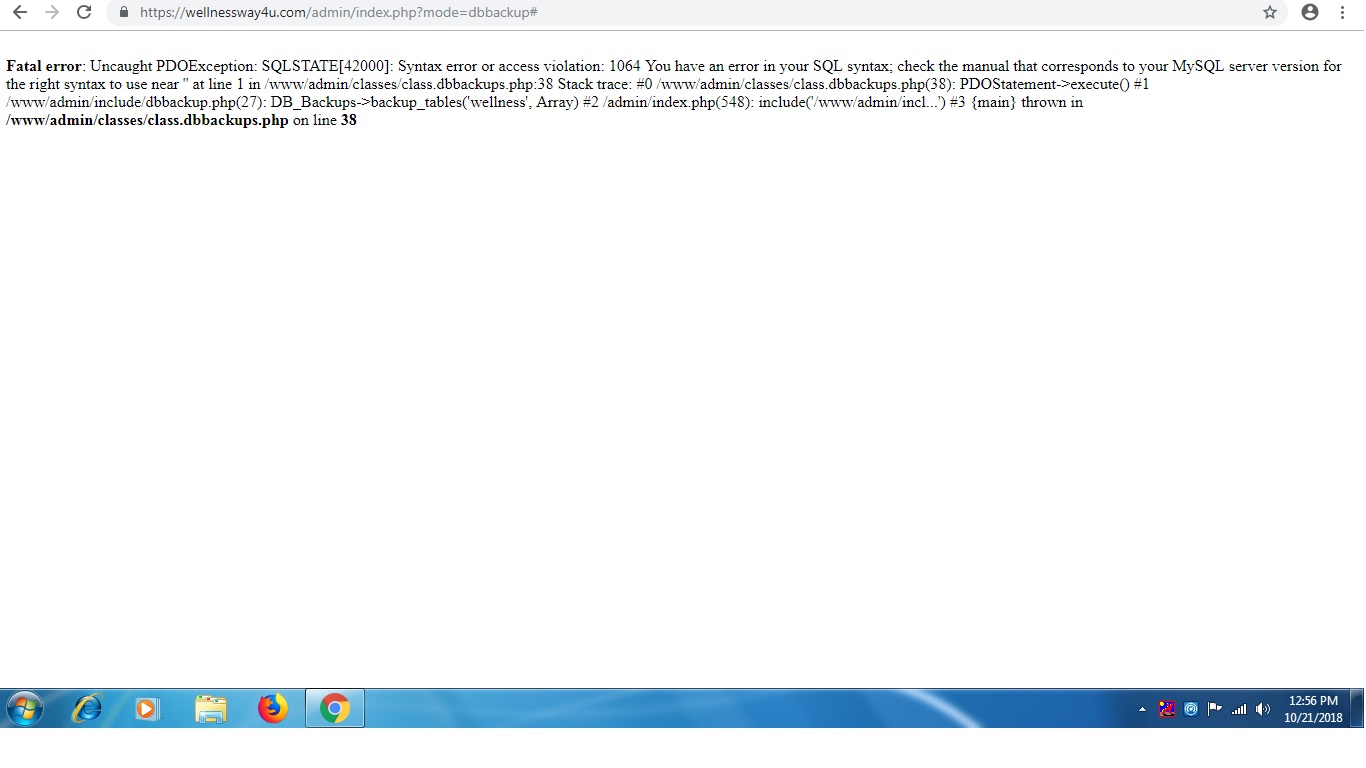 https://wellnessway4u.com/admin/index.php?mode=dbbackup#
Fatal error: Uncaught PDOException: SQLSTATE[42000]: Syntax error or access violation: 1064 You have an error in your SQL syntax; check the manual that corresponds to your MySQL server version for
the right syntax to use near '' at line 1 in /www/admin/classes/class.dbbackups.php:38 Stack trace: #0 /www/admin/classes/class.dbbackups.php(38): PDOStatement->execute() #1
/www/admin/include/dbbackup.php(27): DB_Backups->backup_tables('wellness', Array) #2 /admin/index.php(548): include('/www/admin/incl...') #3 {main} thrown in
/www/admin/classes/class.dbbackups.php on line 38
12:56 PM
10/21/2018